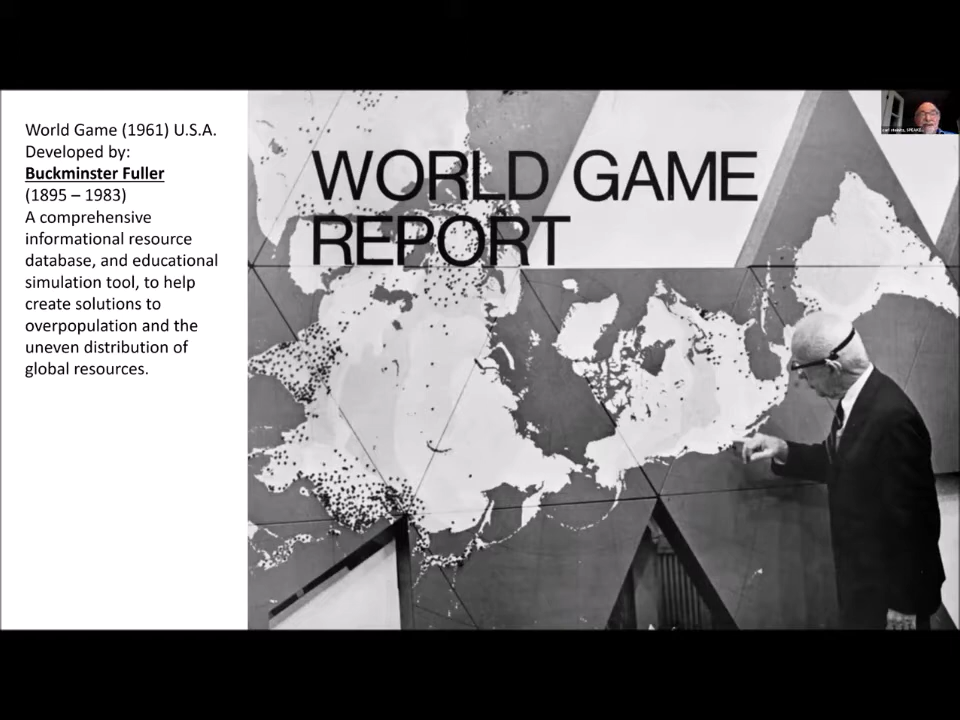 World Game (1961) U.S.A.
Developed by:
Buckminster Fuller
(1895 – 1983)
A comprehensive
informational resource
database, and educational
simulation tool, to help
create solutions to
overpopulation and the
uneven distribution of
global resources.
WORLD GAME
REPORT